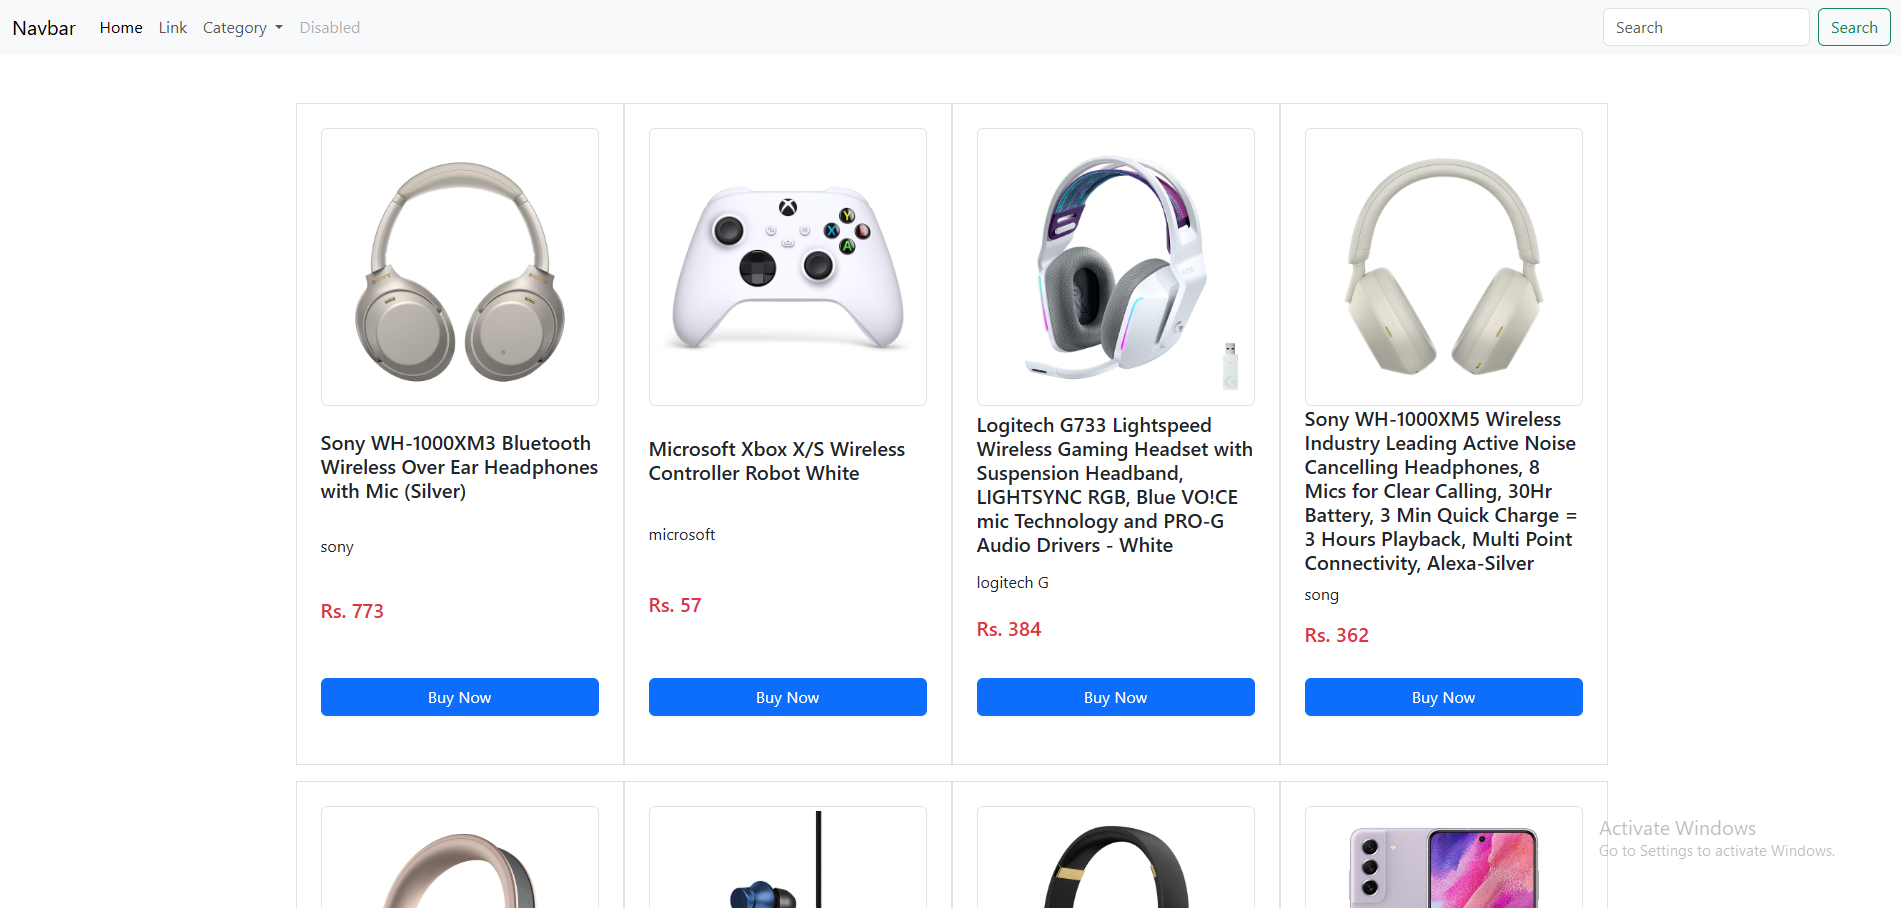 Navbar Home Link Category Disabled Search Search
Sony WH-1000XM3 Bluetooth
Wireless Over Ear Headphones
with Mic (Silver)
sony
Rs. 773
Buy Now
Y
X
A
Microsoft Xbox X/S Wireless
Controller Robot White
microsoft
Rs. 57
Buy Now
Logitech G733 Lightspeed
Wireless Gaming Headset with
Suspension Headband,
LIGHTSYNC RGB, Blue VO!CE
mic Technology and PRO-G
Audio Drivers - White
logitech G
Rs. 384
Buy Now
Sony WH-1000XM5 Wireless
Industry Leading Active Noise
Cancelling Headphones, 8
Mics for Clear Calling, 30Hr
Battery, 3 Min Quick Charge =
3 Hours Playback, Multi Point
Connectivity, Alexa-Silver
song
Rs. 362
Buy Now
Activate Windows
Go to Settings to activate Windows.